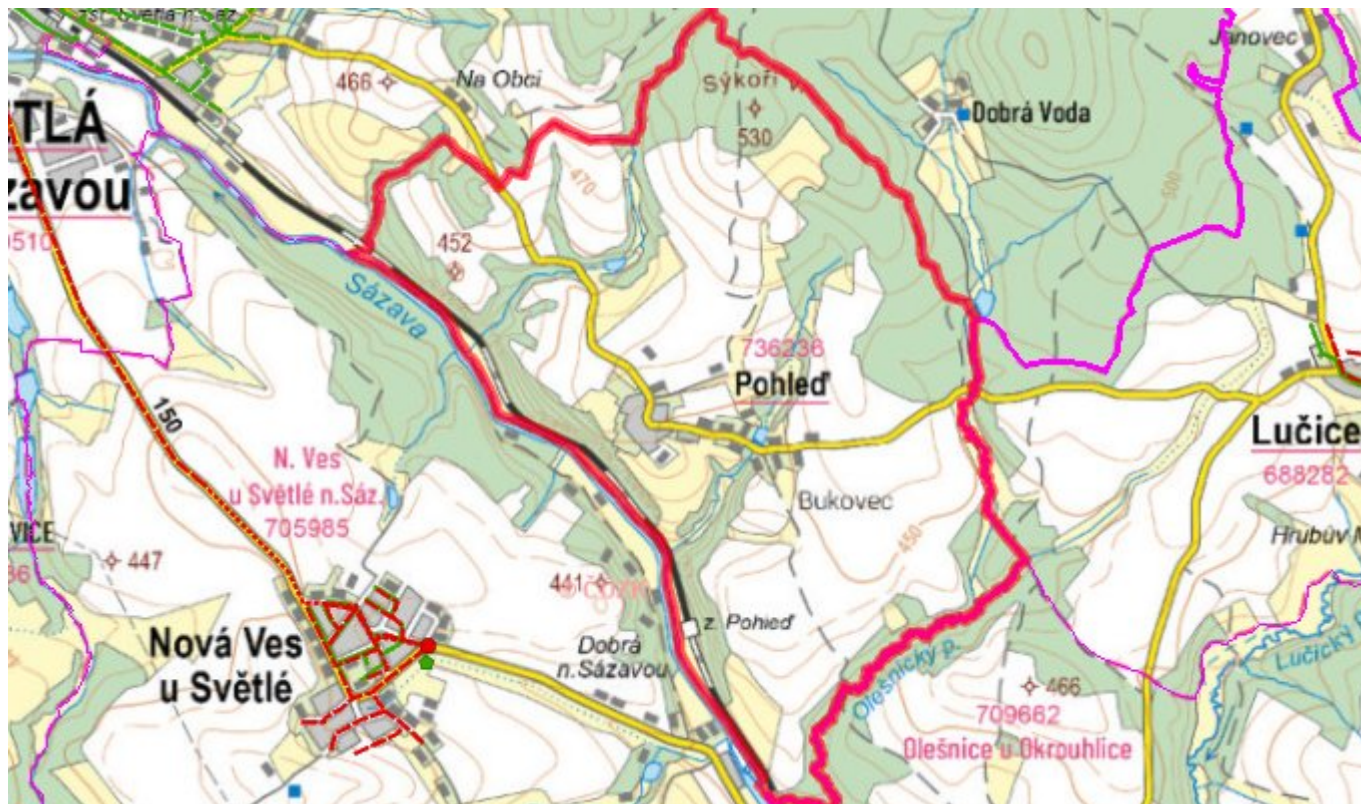 Janovec
Na Obci
466
Sýkoří v.
530
Dobrá Voda
TLÁ
zavou
470
500
510
452
Sázava
736236
Pohleď
150
Lučice
688282
N. Ves
u Světlé n.Sáz.
705985
Bukovec
450
VICE
447
441
z. Pohleď
Dobrá
n.Sázavou
Nová Ves
u Světlé
Olešnický p.
466
709662
Olešnice u Okrouhlice
Hrubův
Lučický